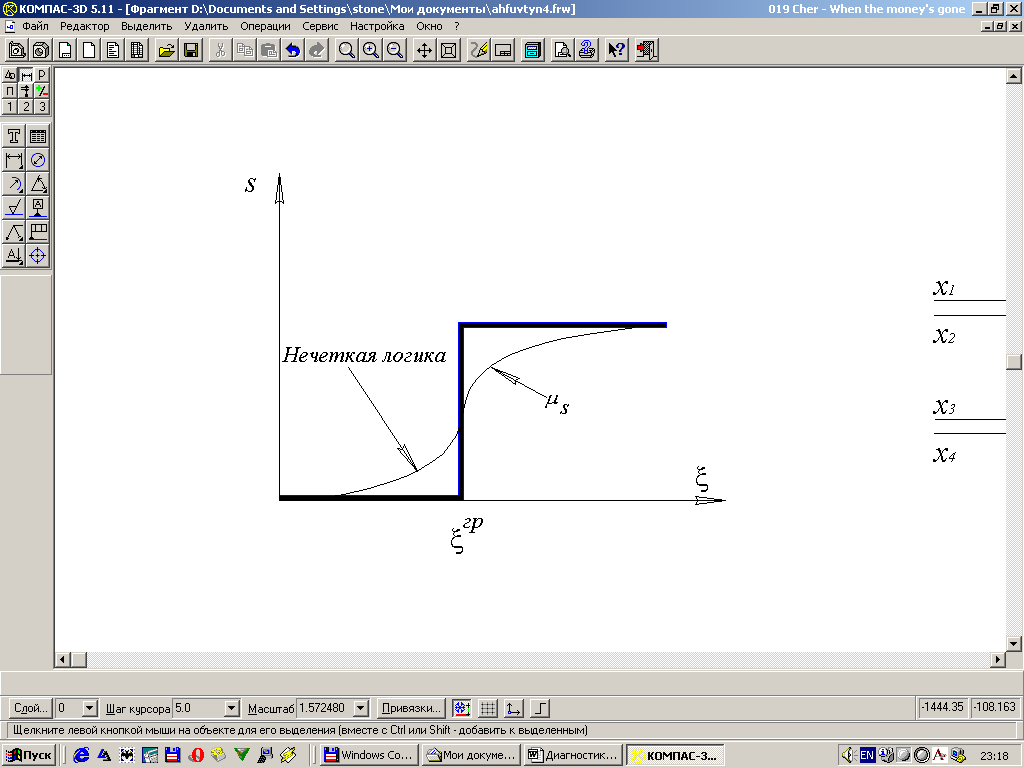 КОМПАС-3D 5.11 - [Фрагмент D:\Documents and Settings\stone\Мои документы\ahfuvtyn4.frw]
019 Cher - When the money's gone
Файл Редактор Выделить Удалить Операции Сервис Настройка Окно ?
P
П
1 2 3
T
s
x1
x2
Нечеткая логика
μs
x3
x4
ξ
ξгр
Слой... 0 Шаг курсора 5.0 Масштаб 1.572480 Привязки... -1444.35 -108.163
Щелкните левой кнопкой мыши на объекте для его выделения (вместе с Ctrl или Shift - добавить к выделенным)
Пуск Windows Co... Мои докуме... Диагностик... КОМПАС-3... EN 23:18